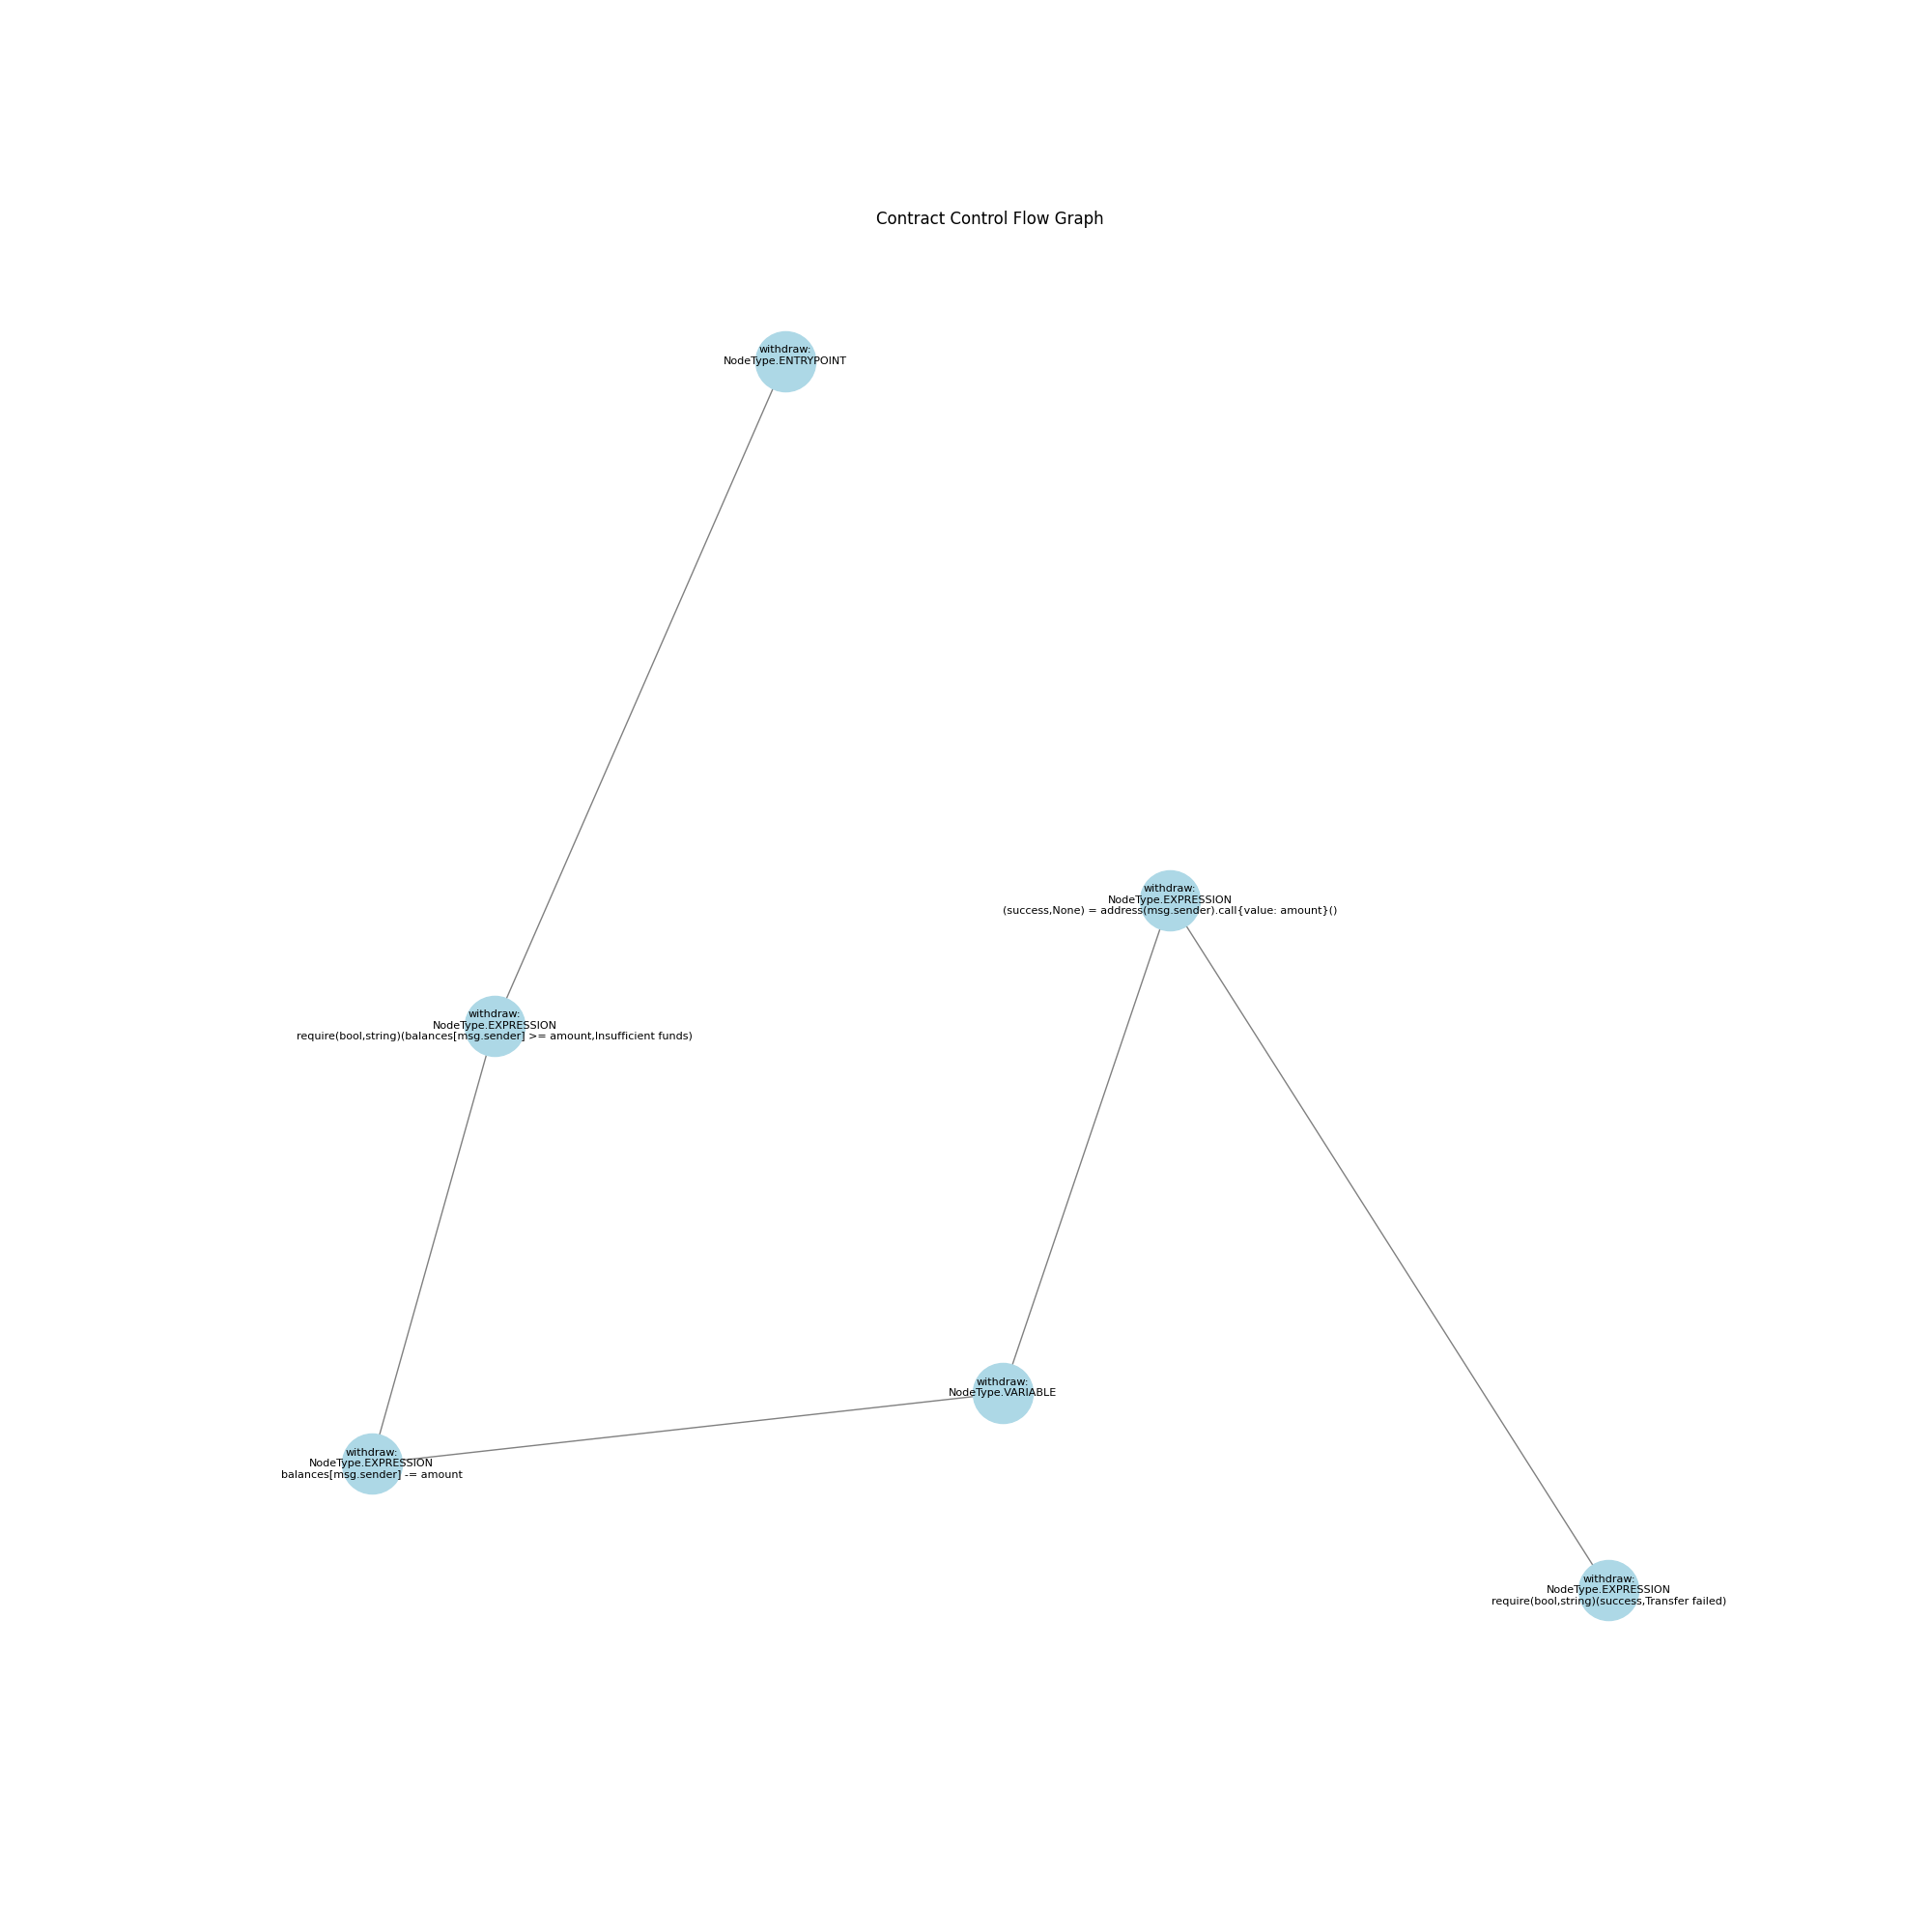 Contract Control Flow Graph
withdraw:
NodeType.ENTRYPOINT
withdraw:
NodeType.EXPRESSION
(success,None) = address(msg.sender).call{value: amount}()
withdraw:
NodeType.EXPRESSION
require(bool,string)(balances[msg.sender] >= amount,Insufficient funds)
withdraw:
NodeType.VARIABLE
withdraw:
NodeType.EXPRESSION
balances[msg.sender] -= amount
withdraw:
NodeType.EXPRESSION
require(bool,string)(success,Transfer failed)